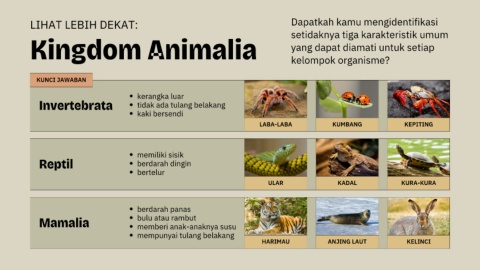 LIHAT LEBIH DEKAT:
Kingdom Animalia
Dapatkah kamu mengidentifikasi
setidaknya tiga karakteristik umum
yang dapat diamati untuk setiap
kelompok organisme?
KUNCI JAWABAN
Invertebrata
• kerangka luar
• tidak ada tulang belakang
• kaki bersendi
LABA-LABA
KUMBANG
KEPITING
Reptil
• memiliki sisik
• berdarah dingin
• bertelur
ULAR
KADAL
KURA-KURA
Mamalia
• berdarah panas
• bulu atau rambut
• memberi anak-anaknya susu
• mempunyai tulang belakang
HARIMAU
ANJING LAUT
KELINCI